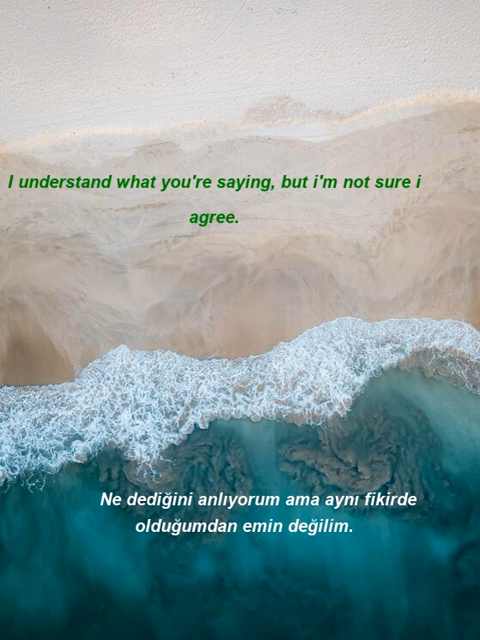 I understand what you're saying, but i'm not sure i
agree.
Ne dediğini anlıyorum ama aynı fikirde
olduğumdan emin değilim.